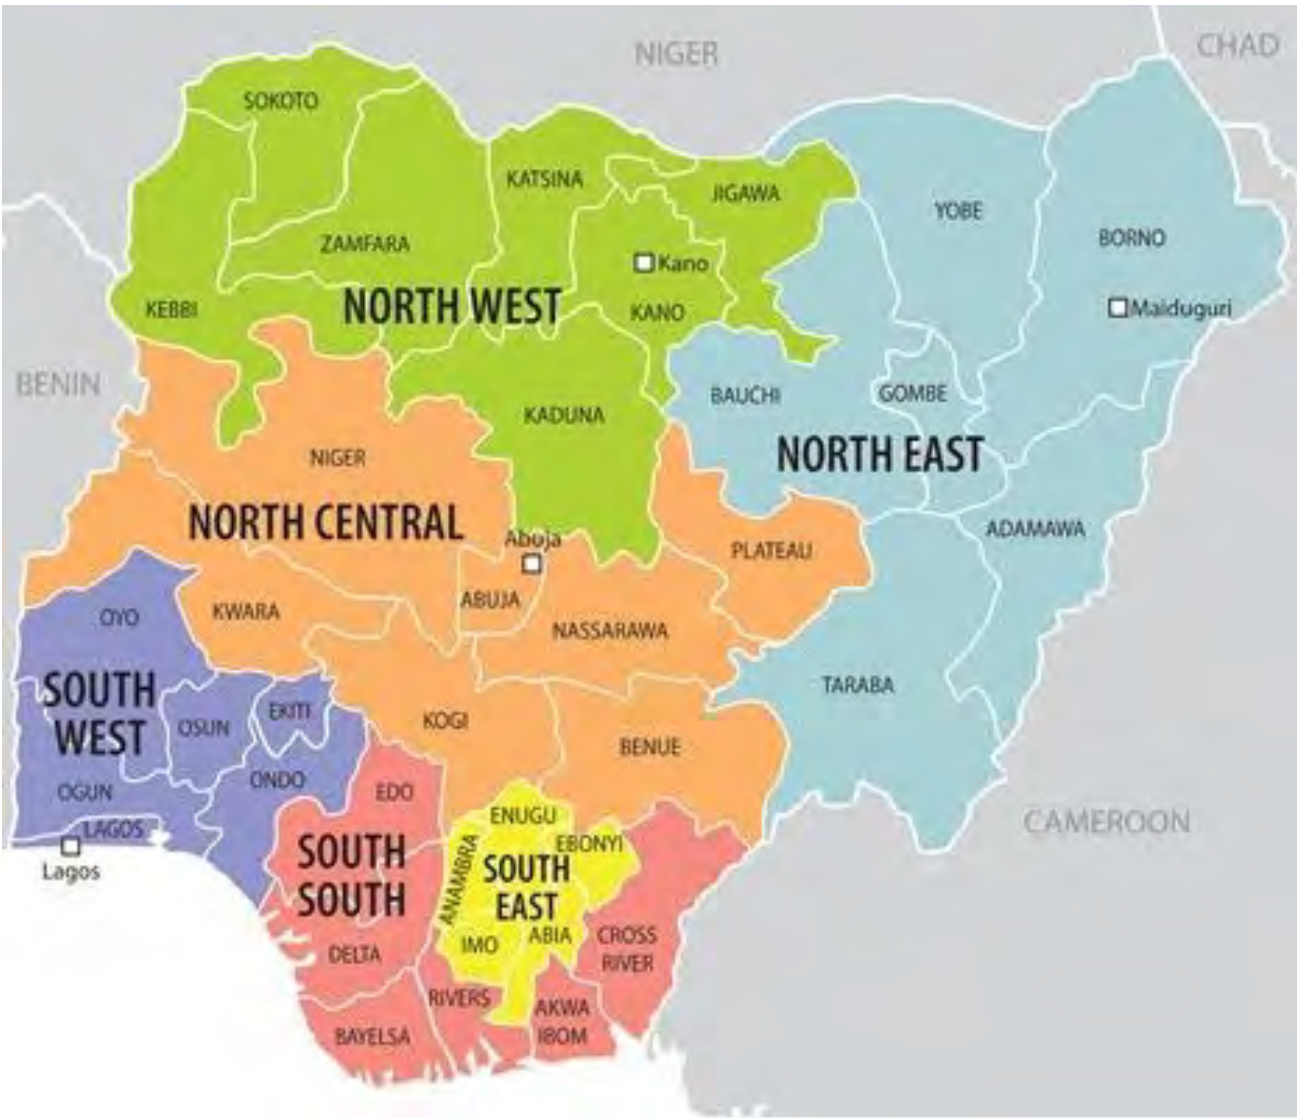 NIGER
CHAD
SOKOTO
KATSINA
JIGAWA
YOBE
ZAMFARA
BORNO
Kano
KEBBI
NORTH WEST
KANO
Maiduguri
BENIN
BAUCHI
GOMBE
KADUNA
NIGER
NORTH EAST
NORTH CENTRAL
ADAMAWA
Aboja
PLATEAU
ABUJA
OYO
KWARA
NASSARAWA
SOUTH
WEST
TARABA
OSUN
EKITI
KOGI
BENUE
ONDO
OGUN
EDO
LAGOS
Lagos
ENUGU
EBONYI
CAMEROON
SOUTH
SOUTH
ANAMBRA
SOUTH
EAST
DELTA
IMO
ABIA
CROSS
RIVER
RIVERS
AKWA
IBOM
BAYELSA